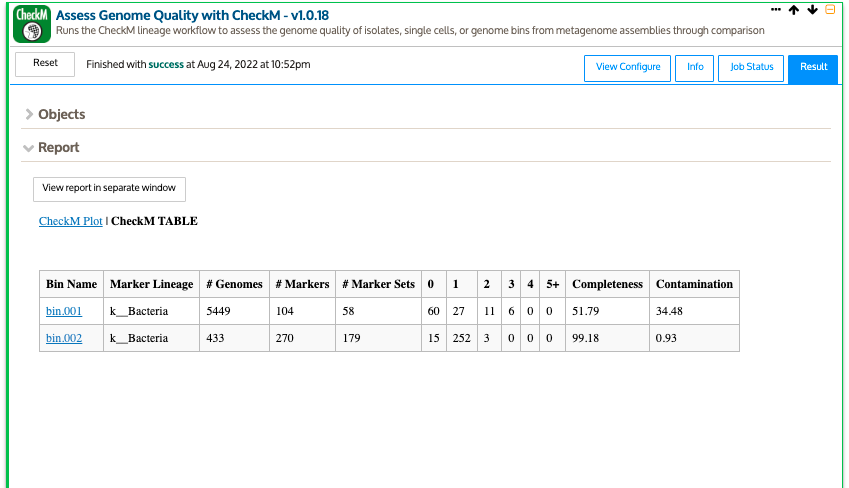 CheckM
Assess Genome Quality with CheckM - v1.0.18
Runs the CheckM lineage workflow to assess the genome quality of isolates, single cells, or genome bins from metagenome assemblies through comparison
Reset
Finished with success at Aug 24, 2022 at 10:52pm
View Configure
Info
Job Status
Result
Objects
Report
View report in separate window
CheckM Plot | CheckM TABLE
Bin Name Marker Lineage # Genomes # Markers # Marker Sets 0 1 2 3 4 5+ Completeness Contamination
bin.001 k__Bacteria 5449 104 58 60 27 11 6 0 0 51.79 34.48
bin.002 k__Bacteria 433 270 179 15 252 3 0 0 0 99.18 0.93